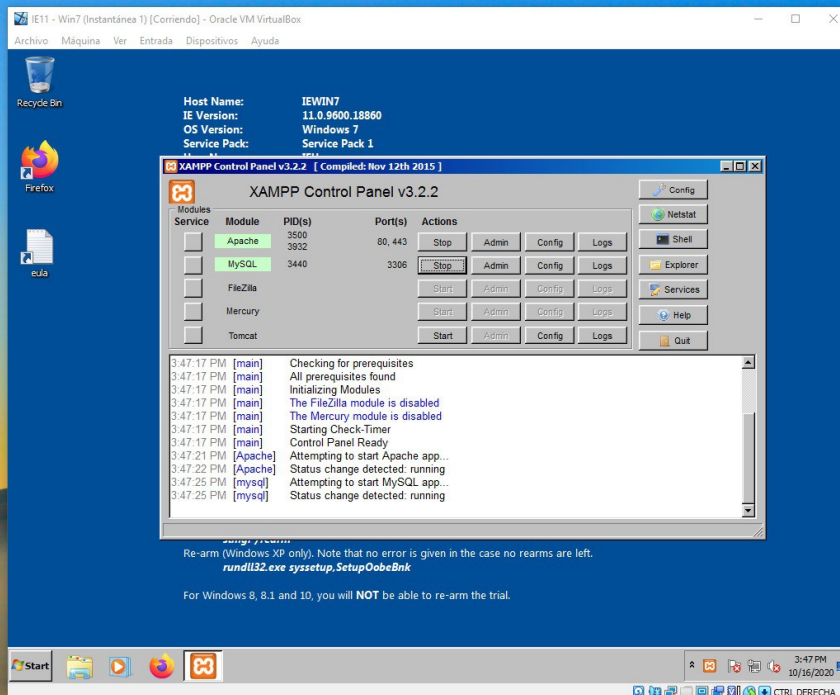 IE11 - Win7 (Instantánea 1) [Corriendo] - Oracle VM VirtualBox
Archivo Máquina Ver Entrada Dispositivos Ayuda
Recycle Bin
Firefox
eula
Host Name: IEWIN7
IE Version: 11.0.9600.18860
OS Version: Windows 7
Service Pack: Service Pack 1
XAMPP Control Panel v3.2.2 [ Compiled: Nov 12th 2015 ]
XAMPP Control Panel v3.2.2
Modules
Service Module PID(s) Port(s) Actions
Apache 3500 3932 80, 443 Stop Admin Config Logs
MySQL 3440 3306 Stop Admin Config Logs
FileZilla Start Admin Config Logs
Mercury Start Admin Config Logs
Tomcat Start Admin Config Logs
Config
Netstat
Shell
Explorer
Services
Help
Quit
3:47:17 PM [main] Checking for prerequisites
3:47:17 PM [main] All prerequisites found
3:47:17 PM [main] Initializing Modules
3:47:17 PM [main] The FileZilla module is disabled
3:47:17 PM [main] The Mercury module is disabled
3:47:17 PM [main] Starting Check-Timer
3:47:17 PM [main] Control Panel Ready
3:47:21 PM [Apache] Attempting to start Apache app...
3:47:22 PM [Apache] Status change detected: running
3:47:25 PM [mysql] Attempting to start MySQL app...
3:47:25 PM [mysql] Status change detected: running
Re-arm (Windows XP only). Note that no error is given in the case no rearms are left.
rundll32.exe syssetup,SetupOobeBnk
For Windows 8, 8.1 and 10, you will NOT be able to re-arm the trial.
Start
3:47 PM
10/16/2020
CTRL DERECHA